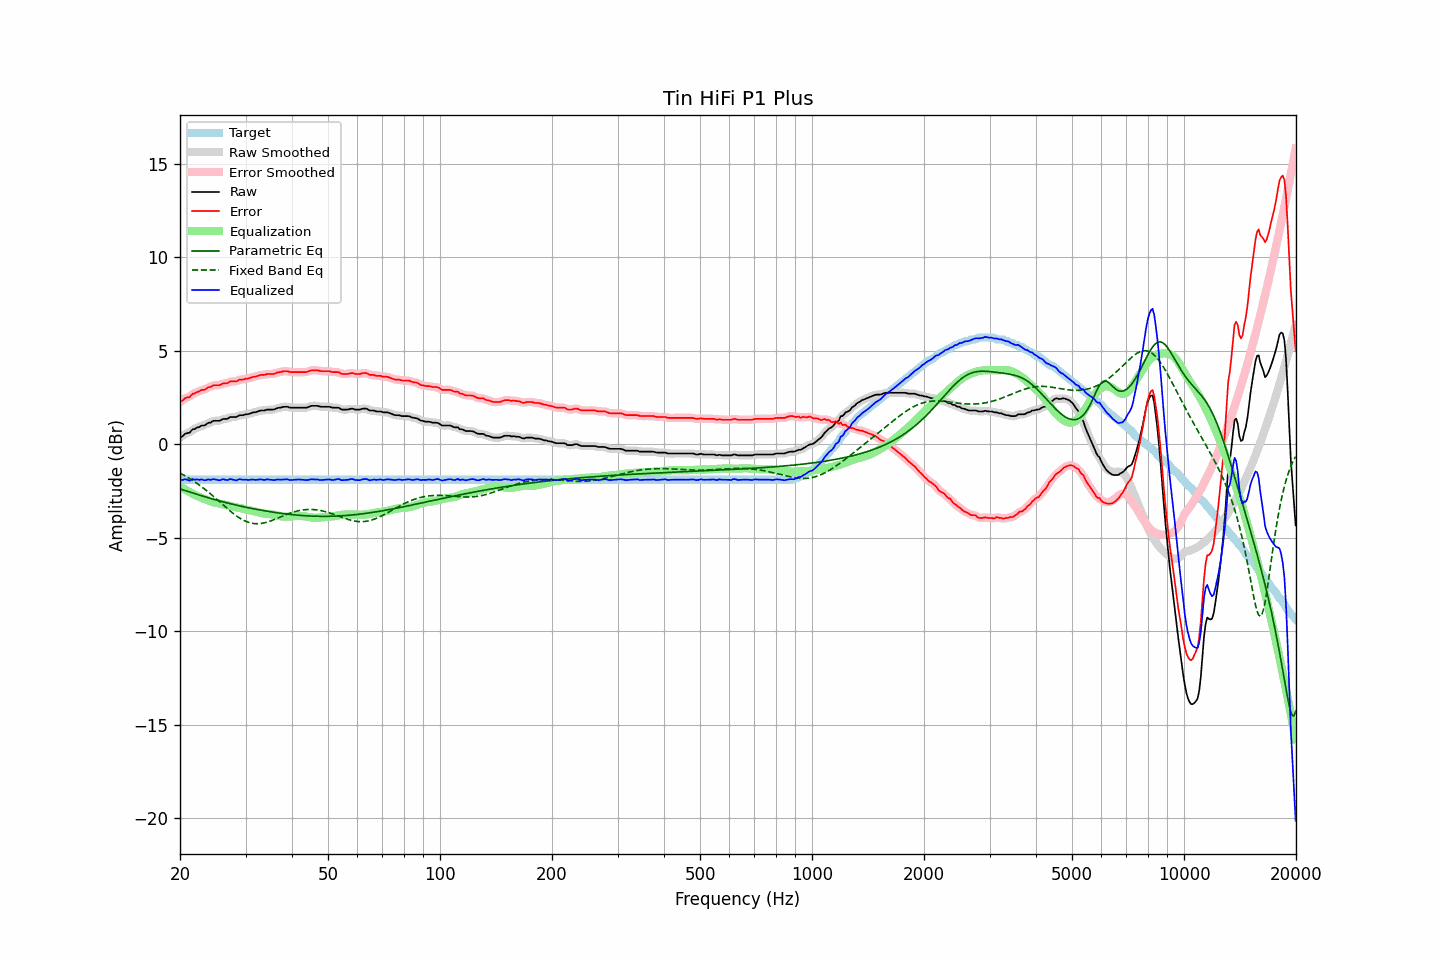 Tin HiFi P1 Plus
Target
Raw Smoothed
Error Smoothed
Raw
Error
Equalization
Parametric Eq
Fixed Band Eq
Equalized
15
10
5
0
−5
−10
−15
−20
Amplitude (dBr)
20
50
100
200
500
1000
2000
5000
10000
20000
Frequency (Hz)